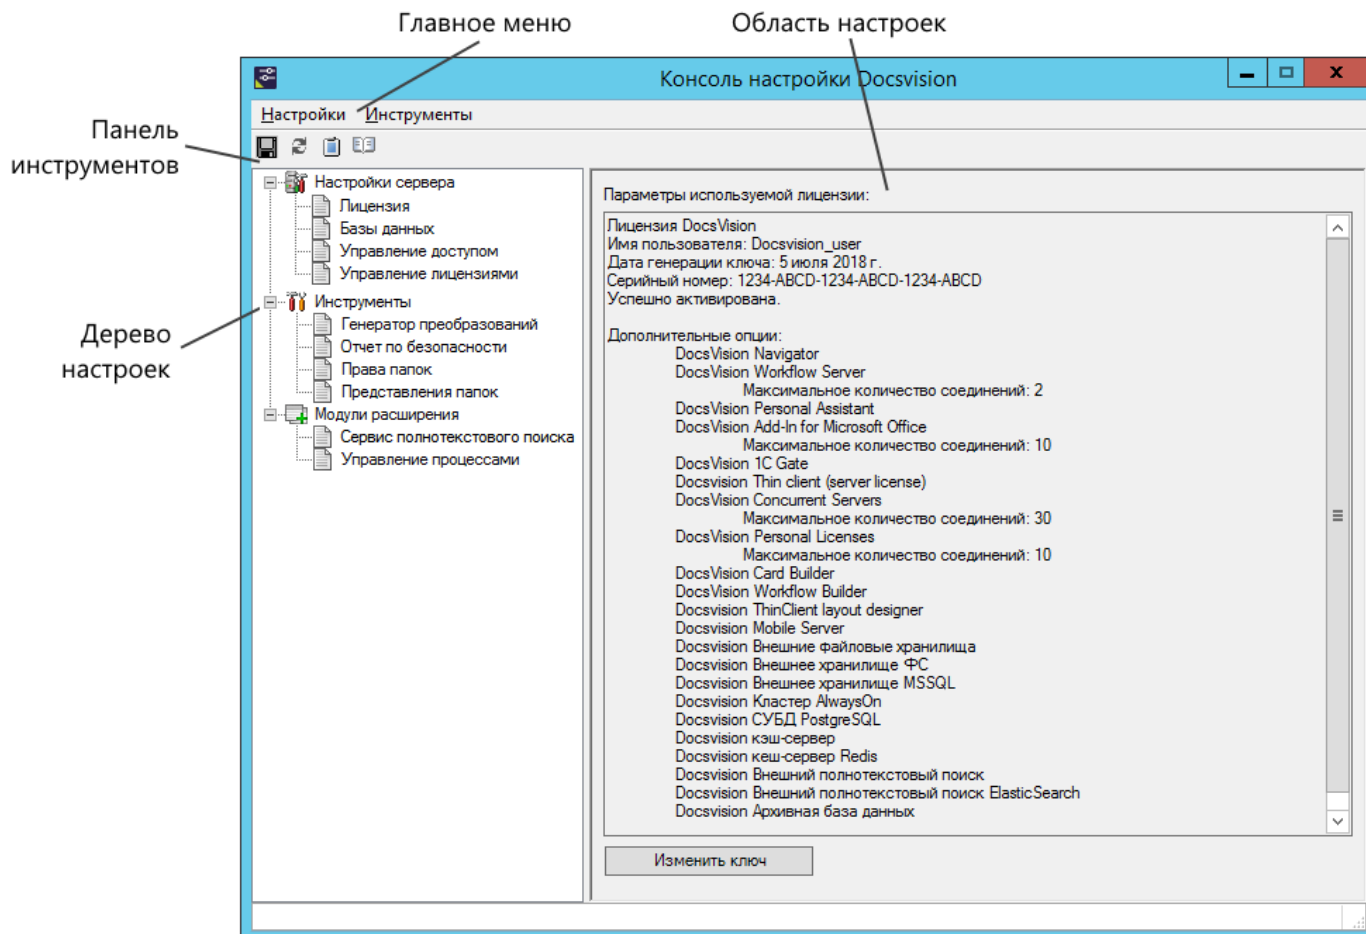 Главное меню
Область настроек
Консоль настройки Docsvision
Настройки Инструменты
Панель
инструментов
Дерево
настроек
Настройки сервера
Лицензия
Базы данных
Управление доступом
Управление лицензиями
Инструменты
Генератор преобразований
Отчет по безопасности
Права папок
Представления папок
Модули расширения
Сервис полнотекстового поиска
Управление процессами
Параметры используемой лицензии:
Лицензия DocsVision
Имя пользователя: Docsvision_user
Дата генерации ключа: 5 июля 2018 г.
Серийный номер: 1234-ABCD-1234-ABCD-1234-ABCD
Успешно активирована.
Дополнительные опции:
DocsVision Navigator
DocsVision Workflow Server
Максимальное количество соединений: 2
DocsVision Personal Assistant
DocsVision Add-In for Microsoft Office
Максимальное количество соединений: 10
DocsVision 1C Gate
Docsvision Thin client (server license)
DocsVision Concurrent Servers
Максимальное количество соединений: 30
DocsVision Personal Licenses
Максимальное количество соединений: 10
DocsVision Card Builder
DocsVision Workflow Builder
Docsvision ThinClient layout designer
Docsvision Mobile Server
Docsvision Внешние файловые хранилища
Docsvision Внешнее хранилище ФС
Docsvision Внешнее хранилище MSSQL
Docsvision Кластер AlwaysOn
Docsvision СУБД PostgreSQL
Docsvision кэш-сервер
Docsvision кеш-сервер Redis
Docsvision Внешний полнотекстовый поиск
Docsvision Внешний полнотекстовый поиск ElasticSearch
Docsvision Архивная база данных
Изменить ключ